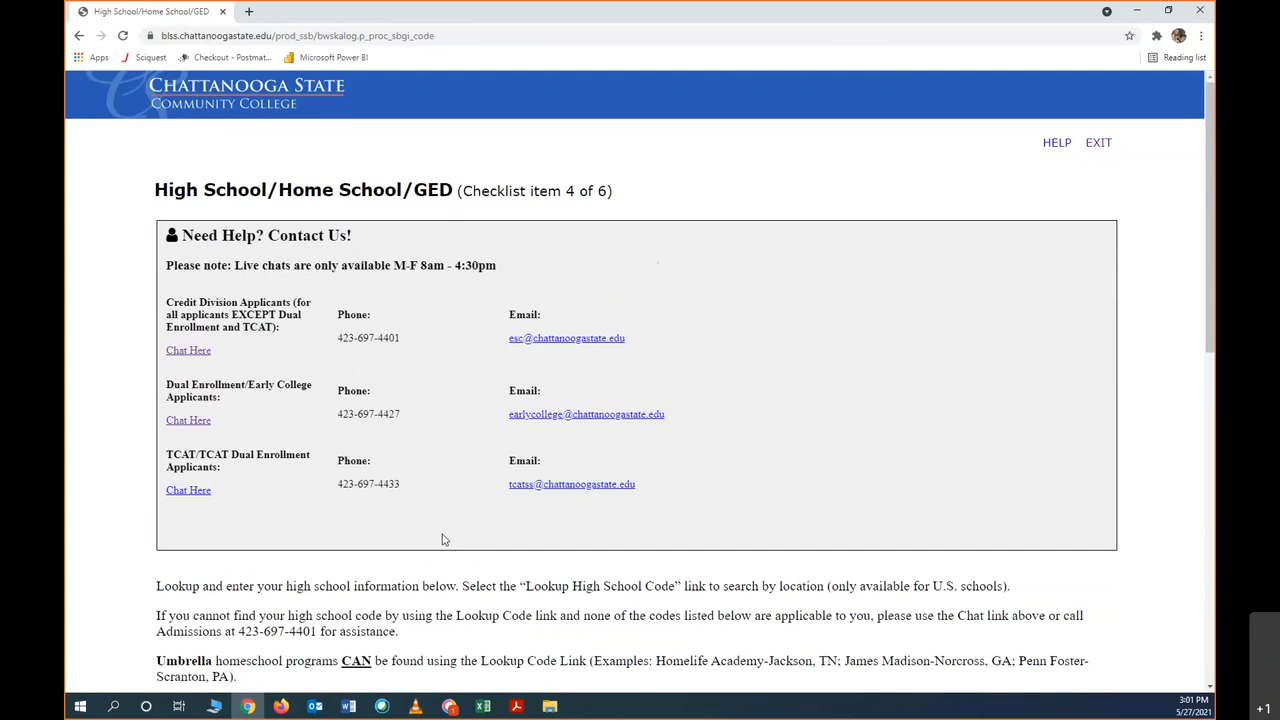 High School/Home School/GED
blss.chattanoogastate.edu/prod_ssb/bwskalog.p_proc_sbgi_code
Apps
Sciquest
Checkout - Postmat...
Microsoft Power BI
Reading list
CHATTANOOGA STATE
COMMUNITY COLLEGE
HELP EXIT
High School/Home School/GED (Checklist item 4 of 6)
Need Help? Contact Us!
Please note: Live chats are only available M-F 8am - 4:30pm
Credit Division Applicants (for
all applicants EXCEPT Dual
Enrollment and TCAT):
Chat Here
Phone:
423-697-4401
Email:
esc@chattanoogastate.edu
Dual Enrollment/Early College
Applicants:
Chat Here
Phone:
423-697-4427
Email:
earlycollege@chattanoogastate.edu
TCAT/TCAT Dual Enrollment
Applicants:
Chat Here
Phone:
423-697-4433
Email:
tcatss@chattanoogastate.edu
Lookup and enter your high school information below. Select the “Lookup High School Code” link to search by location (only available for U.S. schools).
If you cannot find your high school code by using the Lookup Code link and none of the codes listed below are applicable to you, please use the Chat link above or call
Admissions at 423-697-4401 for assistance.
Umbrella homeschool programs CAN be found using the Lookup Code Link (Examples: Homelife Academy-Jackson, TN; James Madison-Norcross, GA; Penn Foster-
Scranton, PA).
3:01 PM
5/27/2021
+1